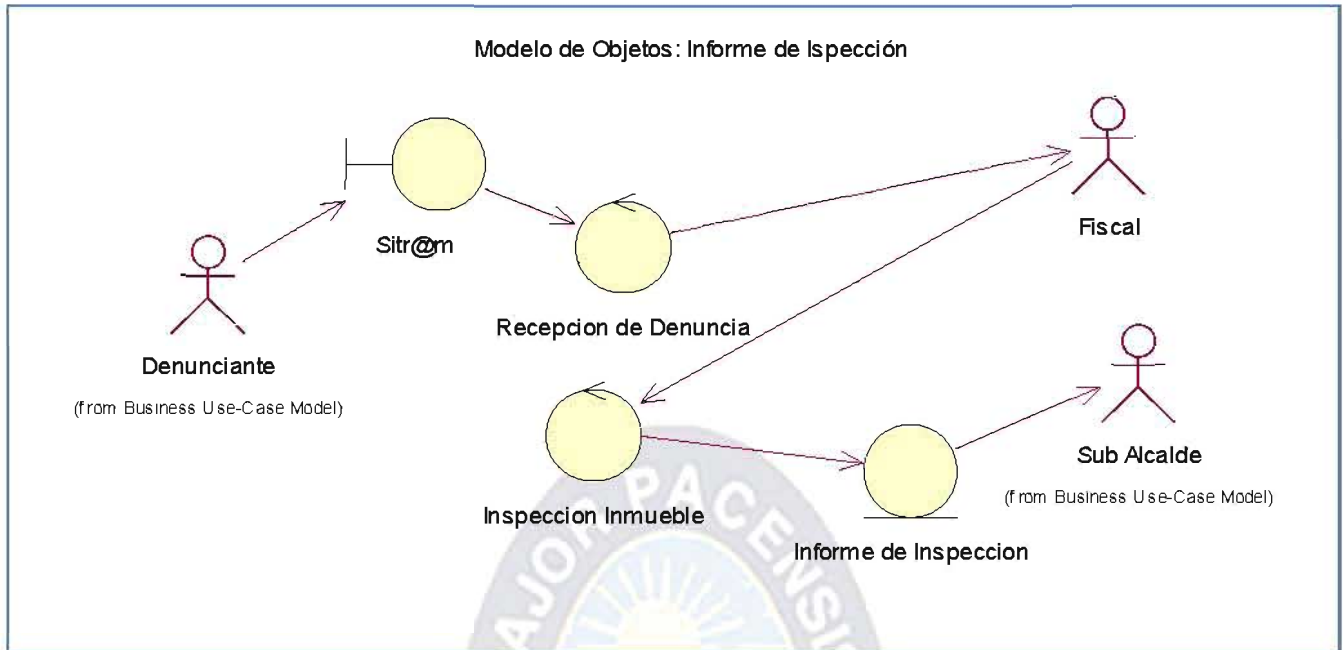 Modelo de Objetos: Informe de Ispección
Sitr@m
Fiscal
Recepcion de Denuncia
Denunciante
(from Business Use-Case Model)
Sub Alcalde
(from Business Use-Case Model)
Inspeccion Inmueble
Informe de Inspeccion